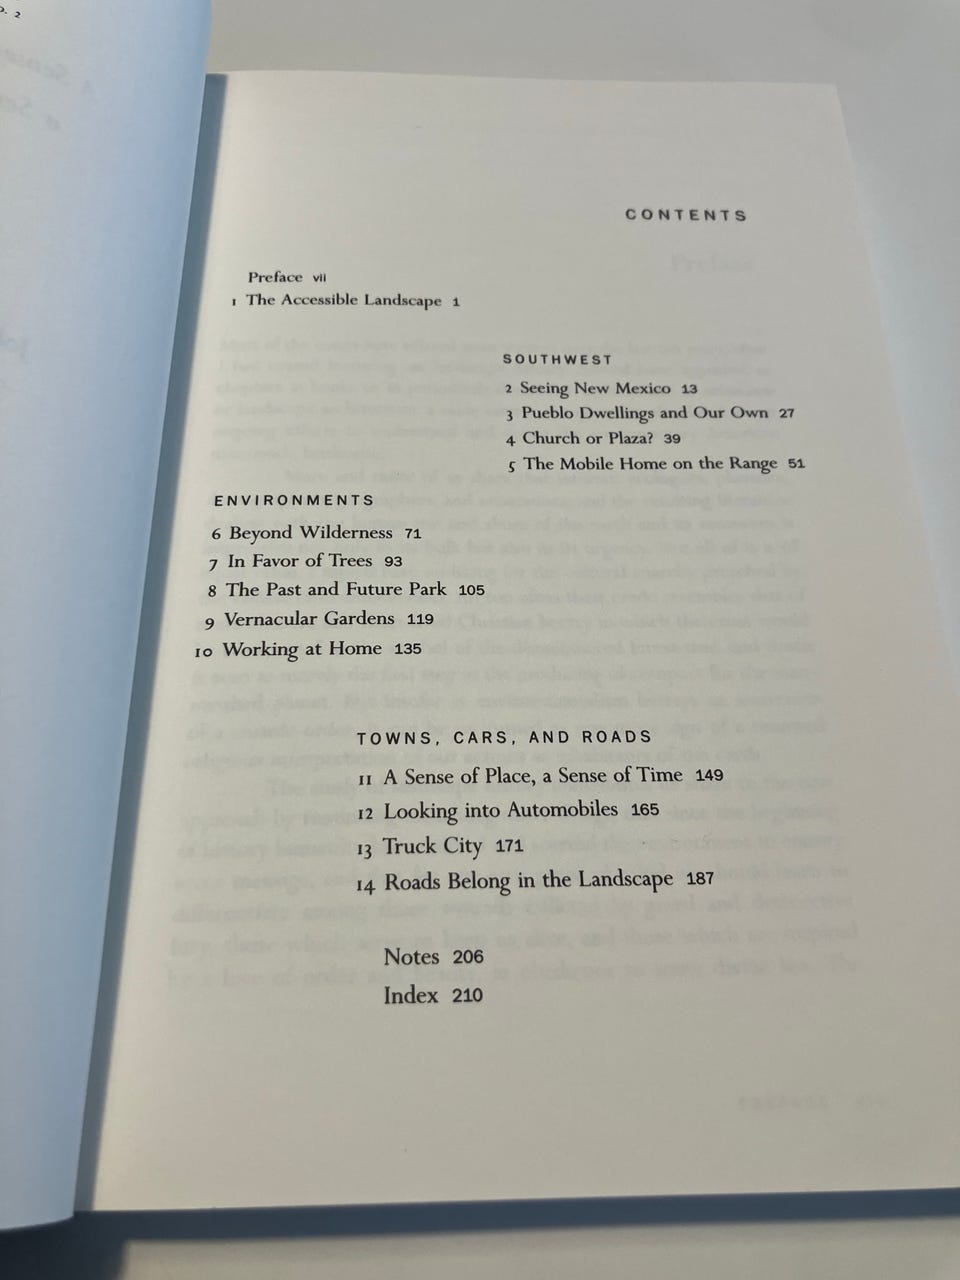 p. 2
CONTENTS
Preface vii
1 The Accessible Landscape 1
SOUTHWEST
2 Seeing New Mexico 13
3 Pueblo Dwellings and Our Own 27
4 Church or Plaza? 39
5 The Mobile Home on the Range 51
ENVIRONMENTS
6 Beyond Wilderness 71
7 In Favor of Trees 93
8 The Past and Future Park 105
9 Vernacular Gardens 119
10 Working at Home 135
TOWNS, CARS, AND ROADS
11 A Sense of Place, a Sense of Time 149
12 Looking into Automobiles 165
13 Truck City 171
14 Roads Belong in the Landscape 187
Notes 206
Index 210